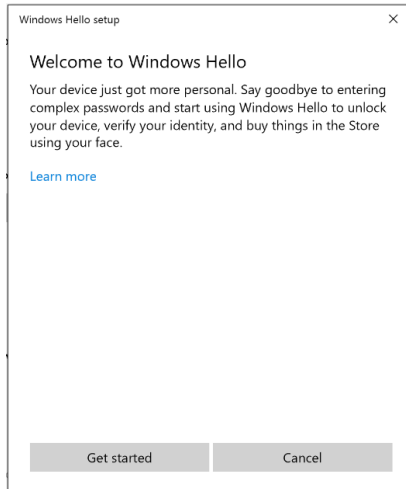 Windows Hello setup
Welcome to Windows Hello
Your device just got more personal. Say goodbye to entering
complex passwords and start using Windows Hello to unlock
your device, verify your identity, and buy things in the Store
using your face.
Learn more
Get started
Cancel